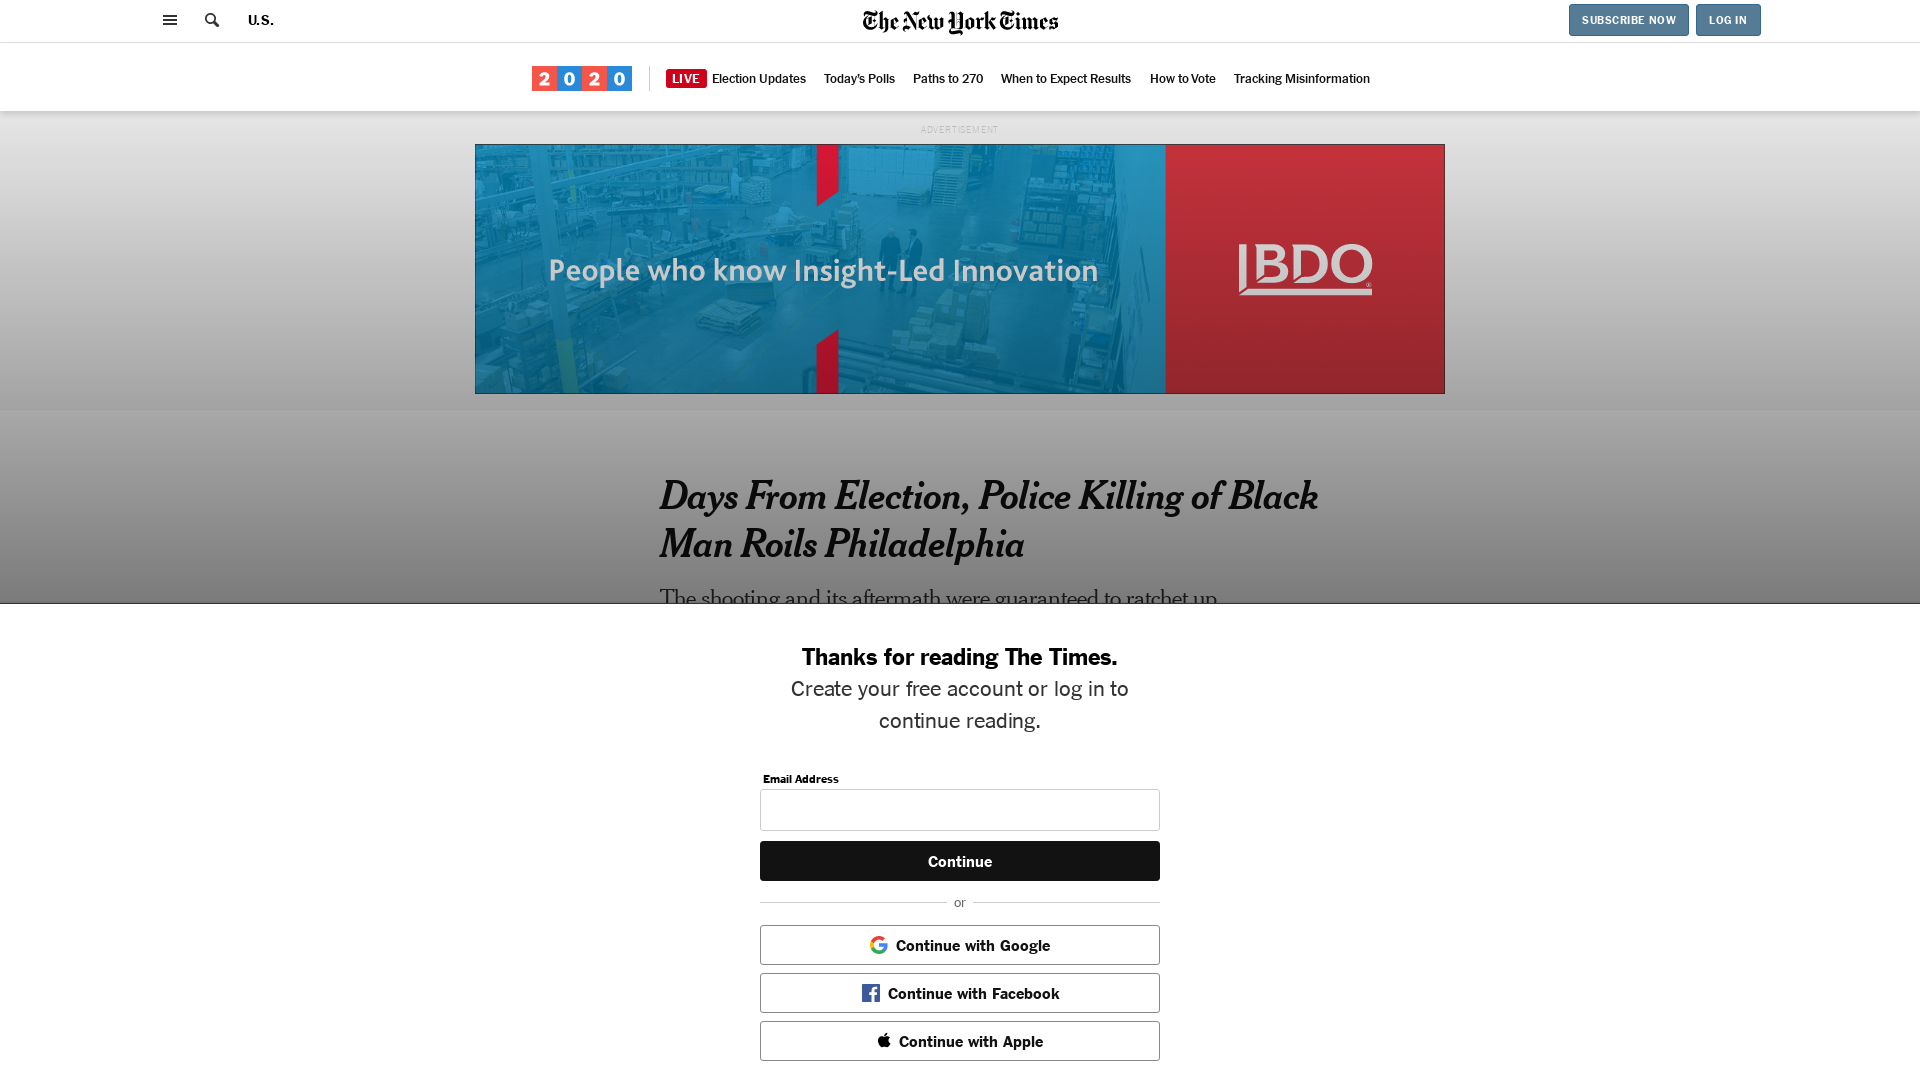 U.S.
The New York Times
SUBSCRIBE NOW
LOG IN
2020
LIVE Election Updates
Today's Polls
Paths to 270
When to Expect Results
How to Vote
Tracking Misinformation
ADVERTISEMENT
People who know Insight-Led Innovation
BDO
Days From Election, Police Killing of Black
Man Roils Philadelphia
The shooting and its aftermath were guaranteed to ratchet up
Thanks for reading The Times.
Create your free account or log in to
continue reading.
Email Address
Continue
or
Continue with Google
Continue with Facebook
Continue with Apple